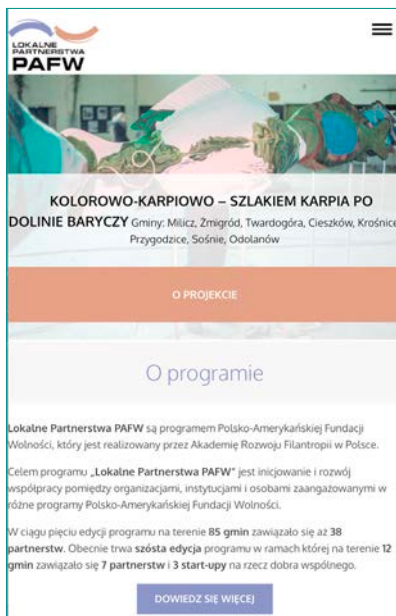 LOKALNE
PARTNERSTWA
PAFW
KOLOROWO-KARPIOWO – SZLAKIEM KARPIA PO
DOLINIE BARYCZY Gminy: Milicz, Żmigród, Twardogóra, Cieszków, Krośnice
Przygodzice, Sośnie, Odolanów
O PROJEKCIE
O programie
Lokalne Partnerstwa PAFW są programem Polsko-Amerykańskiej Fundacji
Wolności, który jest realizowany przez Akademię Rozwoju Filantropii w Polsce.
Celem programu „Lokalne Partnerstwa PAFW" jest inicjowanie i rozwój
współpracy pomiędzy organizacjami, instytucjami i osobami zaangażowanymi w
różne programy Polsko-Amerykańskiej Fundacji Wolności.
W ciągu pięciu edycji programu na terenie 85 gmin zawiązało się aż 38
partnerstw. Obecnie trwa szósta edycja programu w ramach której na terenie 12
gmin zawiązało się 7 partnerstw i 3 start-upy na rzecz dobra wspólnego.
DOWIEDZ SIĘ WIĘCEJ